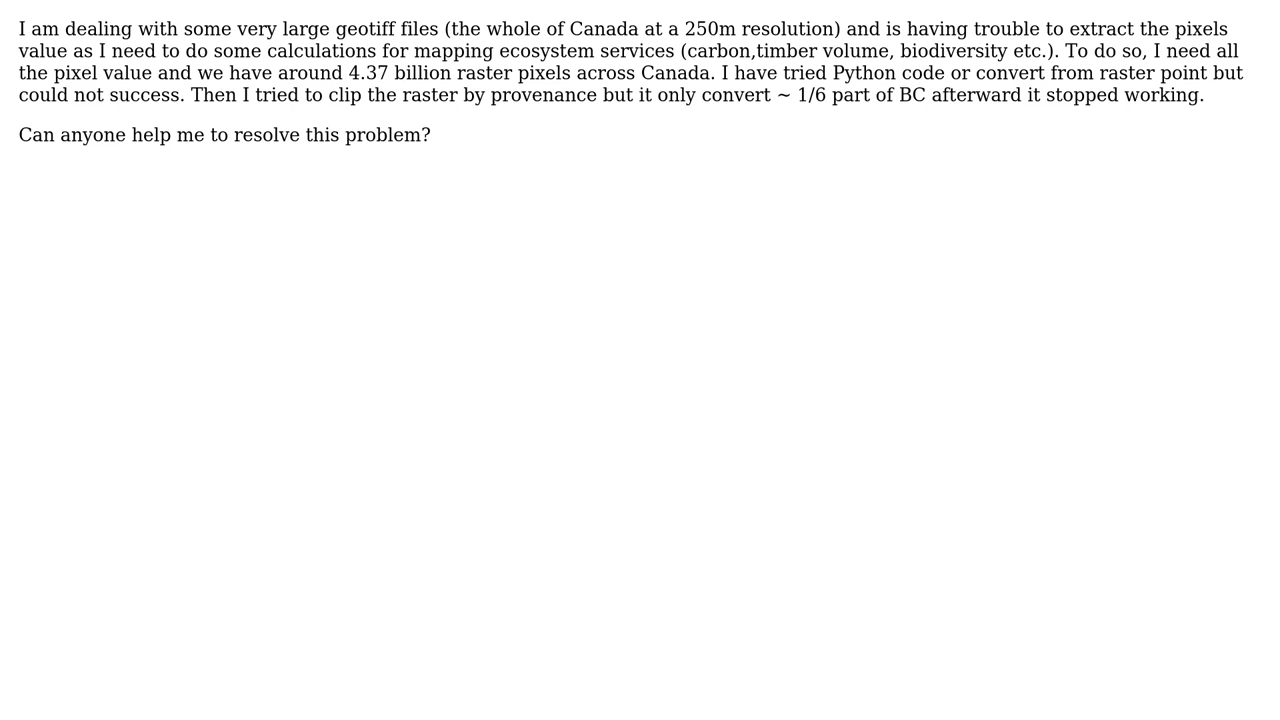 I am dealing with some very large geotiff files (the whole of Canada at a 250m resolution) and is having trouble to extract the pixels
value as I need to do some calculations for mapping ecosystem services (carbon,timber volume, biodiversity etc.). To do so, I need all
the pixel value and we have around 4.37 billion raster pixels across Canada. I have tried Python code or convert from raster point but
could not success. Then I tried to clip the raster by provenance but it only convert ~ 1/6 part of BC afterward it stopped working.
Can anyone help me to resolve this problem?